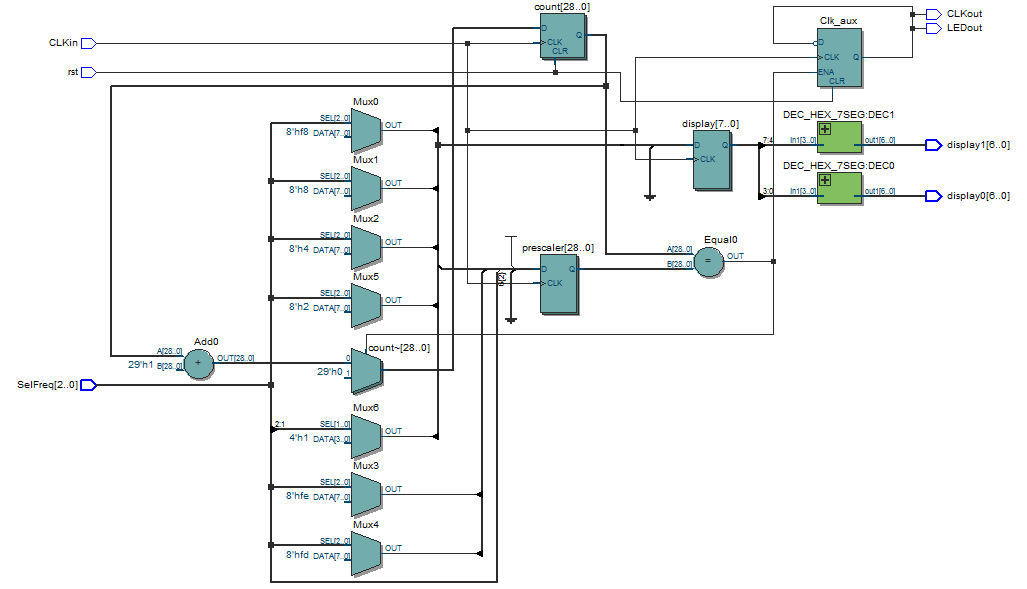 count[28..0]
D Q
CLK
CLR
CLKin
rst
Clk_aux
D
CLK Q
ENA
CLR
CLKout
LEDout
Mux0
SEL[2..0]
8'hf8 DATA[7..0]
OUT
Mux1
SEL[2..0]
8'h8 DATA[7..0]
OUT
Mux2
SEL[2..0]
8'h4 DATA[7..0]
OUT
Mux5
SEL[2..0]
8'h2 DATA[7..0]
OUT
display[7..0]
D Q
CLK
7:4
3:0
DEC_HEX_7SEG:DEC1
in1[3..0] out1[6..0]
display1[6..0]
DEC_HEX_7SEG:DEC0
in1[3..0] out1[6..0]
display0[6..0]
prescaler[28..0]
D Q
CLK
Equal0
A[28..0]
B[28..0]
=
OUT
Add0
A[28..0]
29'h1 B[28..0]
+
OUT[28..0]
count~[28..0]
0
29'h0 1
SelFreq[2..0]
Mux6
2:1
SEL[1..0]
4'h1 DATA[3..0]
OUT
Mux3
SEL[2..0]
8'hfe DATA[7..0]
OUT
Mux4
SEL[2..0]
8'hfd DATA[7..0]
OUT